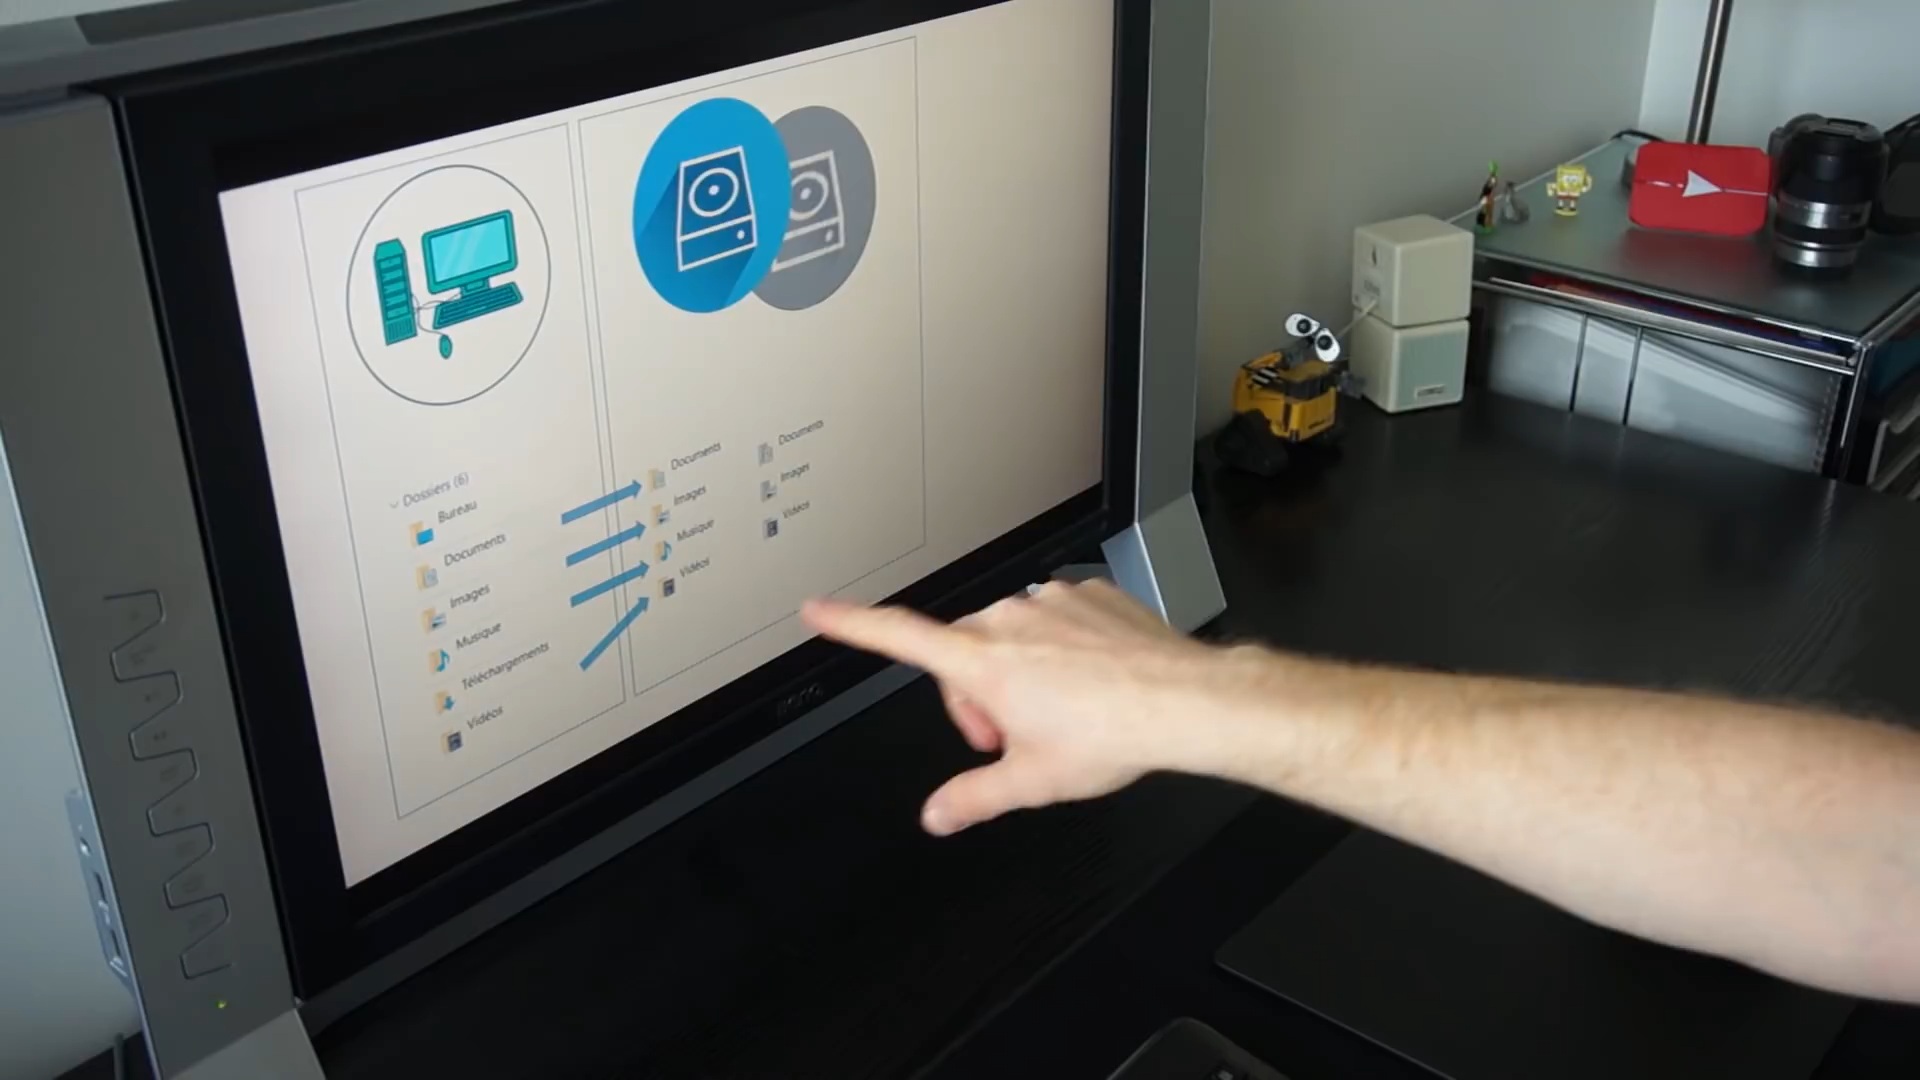 Dossiers (6)
Bureau
Documents
Images
Musique
Téléchargements
Vidéos
Documents
Images
Musique
Vidéos
Documents
Images
Vidéos